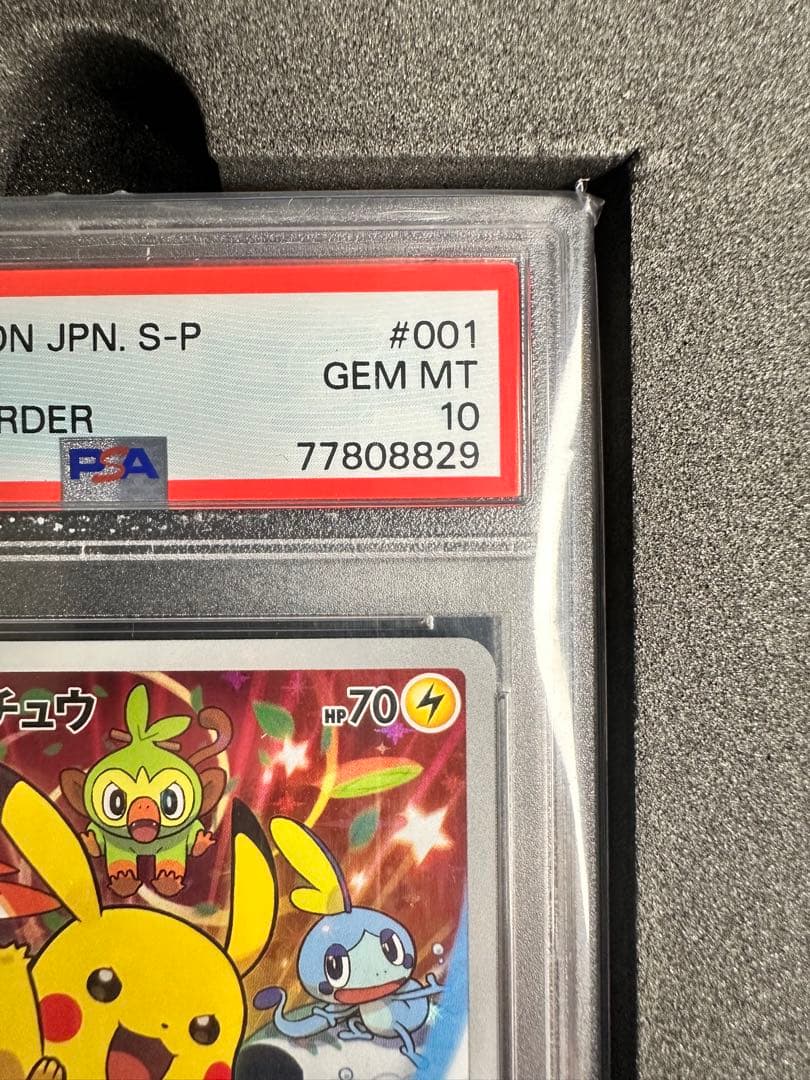 ON JPN. S-P #001
GEM MT
RDER 10
PSA 77808829
チュウ HP70